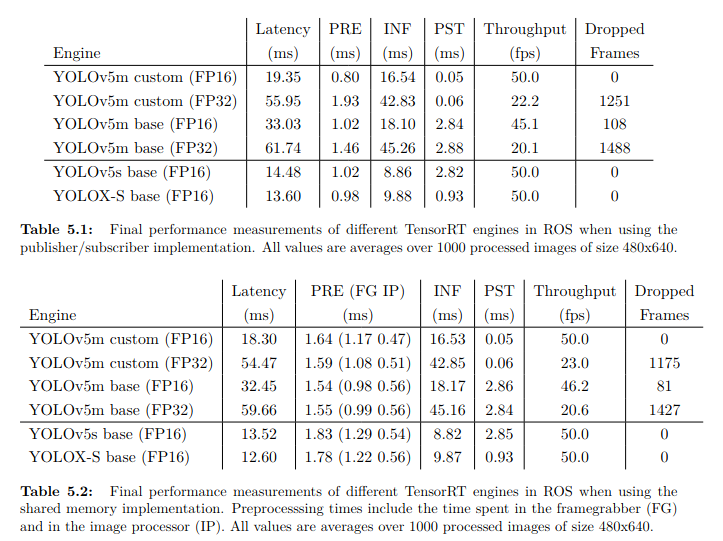 Latency PRE INF PST Throughput Dropped
Engine (ms) (ms) (ms) (ms) (fps) Frames
YOLOv5m custom (FP16) 19.35 0.80 16.54 0.05 50.0 0
YOLOv5m custom (FP32) 55.95 1.93 42.83 0.06 22.2 1251
YOLOv5m base (FP16) 33.03 1.02 18.10 2.84 45.1 108
YOLOv5m base (FP32) 61.74 1.46 45.26 2.88 20.1 1488
YOLOv5s base (FP16) 14.48 1.02 8.86 2.82 50.0 0
YOLOX-S base (FP16) 13.60 0.98 9.88 0.93 50.0 0
Table 5.1: Final performance measurements of different TensorRT engines in ROS when using the
publisher/subscriber implementation. All values are averages over 1000 processed images of size 480x640.
Latency PRE (FG IP) INF PST Throughput Dropped
Engine (ms) (ms) (ms) (ms) (fps) Frames
YOLOv5m custom (FP16) 18.30 1.64 (1.17 0.47) 16.53 0.05 50.0 0
YOLOv5m custom (FP32) 54.47 1.59 (1.08 0.51) 42.85 0.06 23.0 1175
YOLOv5m base (FP16) 32.45 1.54 (0.98 0.56) 18.17 2.86 46.2 81
YOLOv5m base (FP32) 59.66 1.55 (0.99 0.56) 45.16 2.84 20.6 1427
YOLOv5s base (FP16) 13.52 1.83 (1.29 0.54) 8.82 2.85 50.0 0
YOLOX-S base (FP16) 12.60 1.78 (1.22 0.56) 9.87 0.93 50.0 0
Table 5.2: Final performance measurements of different TensorRT engines in ROS when using the
shared memory implementation. Preprocesssing times include the time spent in the framegrabber (FG)
and in the image processor (IP). All values are averages over 1000 processed images of size 480x640.